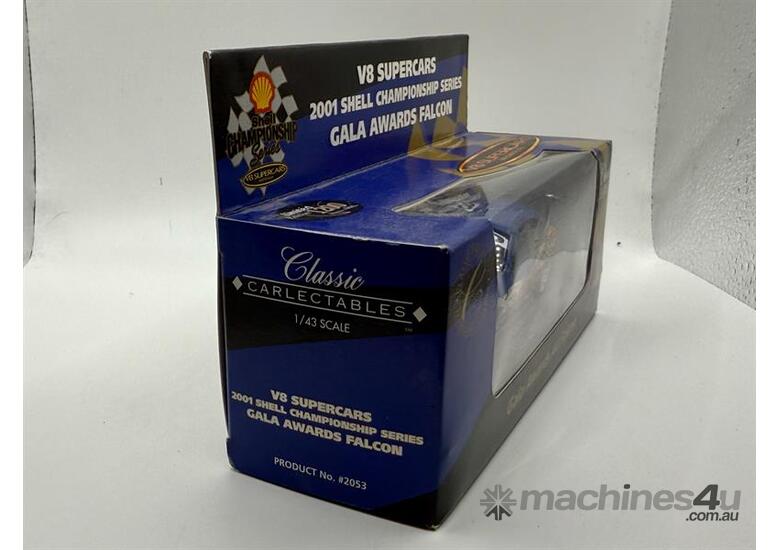 V8 SUPERCARS
2001 SHELL CHAMPIONSHIP SERIES
GALA AWARDS FALCON
Shell
CHAMPIONSHIP
Series
V8 SUPERCARS
Classic
CARLECTABLES
1/43 SCALE
V8 SUPERCARS
2001 SHELL CHAMPIONSHIP SERIES
GALA AWARDS FALCON
PRODUCT No. #2053
machines4u
.com.au